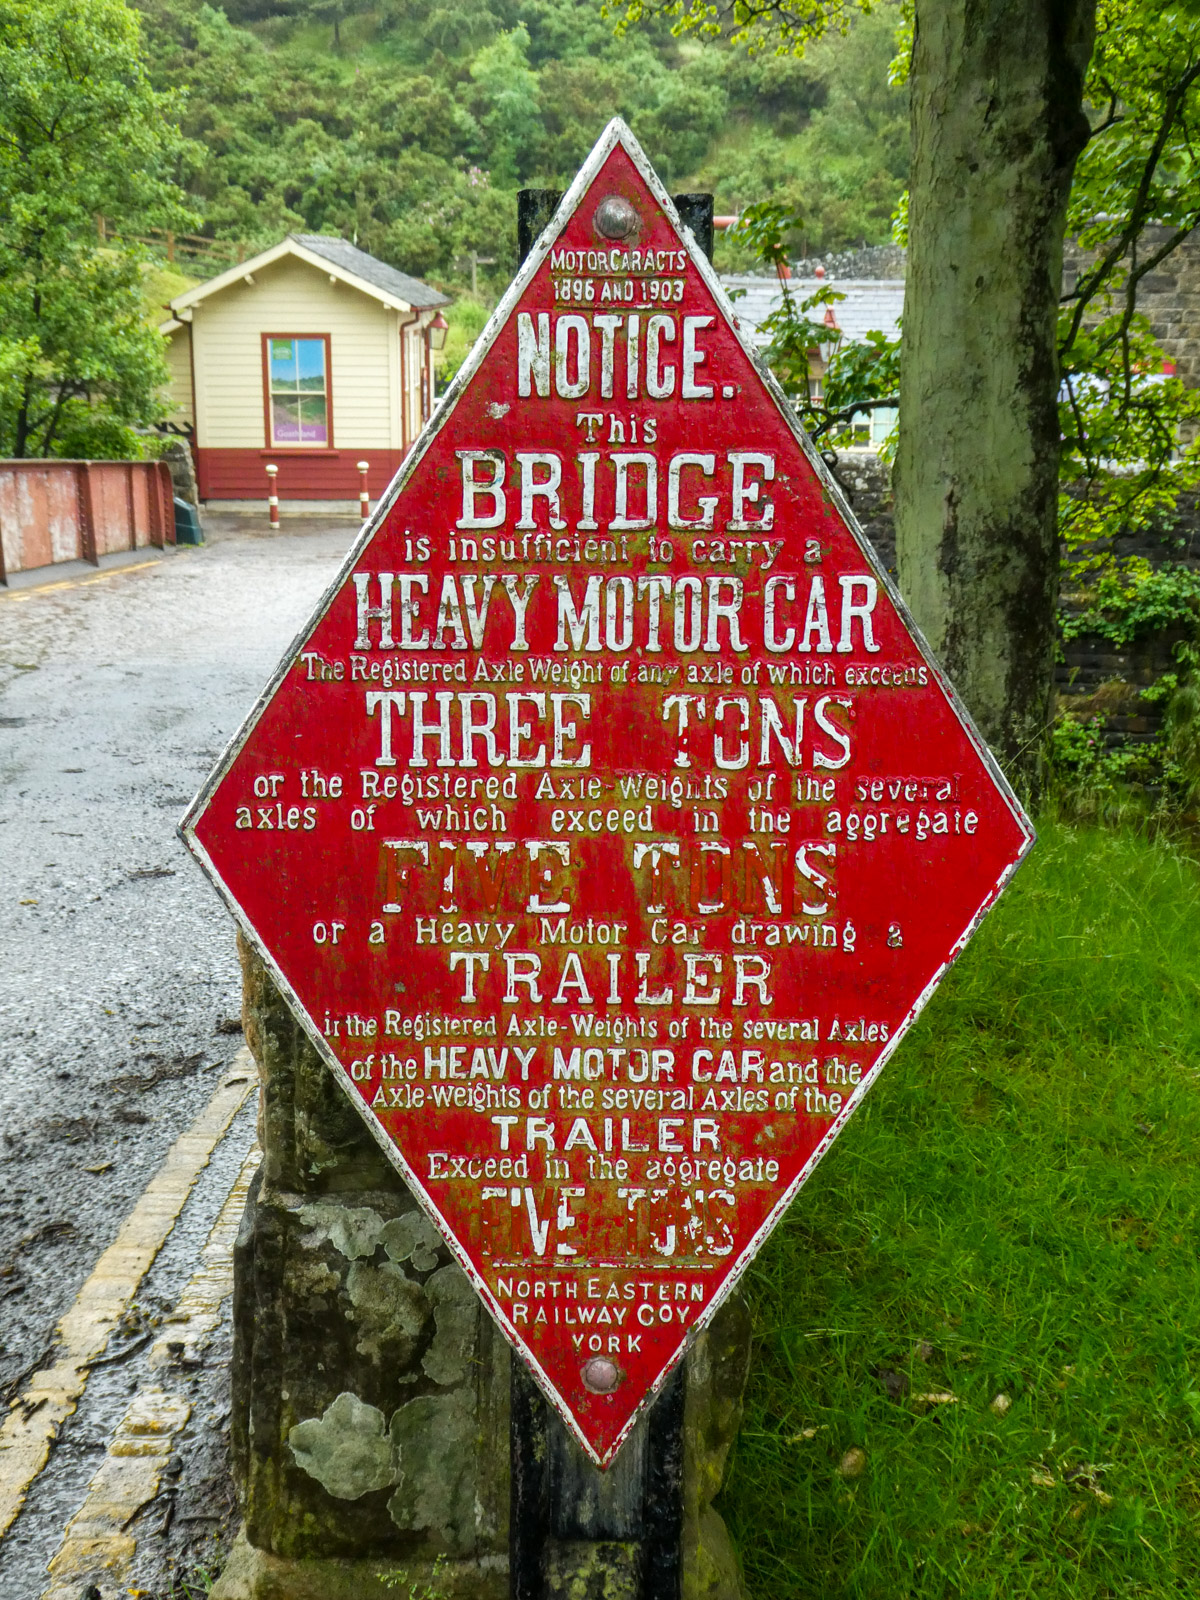 MOTOR CAR ACTS
1896 AND 1903
NOTICE.
This
BRIDGE
is insufficient to carry a
HEAVY MOTOR CAR
The Registered Axle Weight of any axle of which exceeds
THREE TONS
or the Registered Axle-Weights of the several
axles of which exceed in the aggregate
FIVE TONS
or a Heavy Motor Car drawing a
TRAILER
if the Registered Axle-Weights of the several Axles
of the HEAVY MOTOR CAR and the
Axle-Weights of the several Axles of the
TRAILER
Exceed in the aggregate
FIVE TONS
NORTH EASTERN
RAILWAY COY
YORK
Goathland